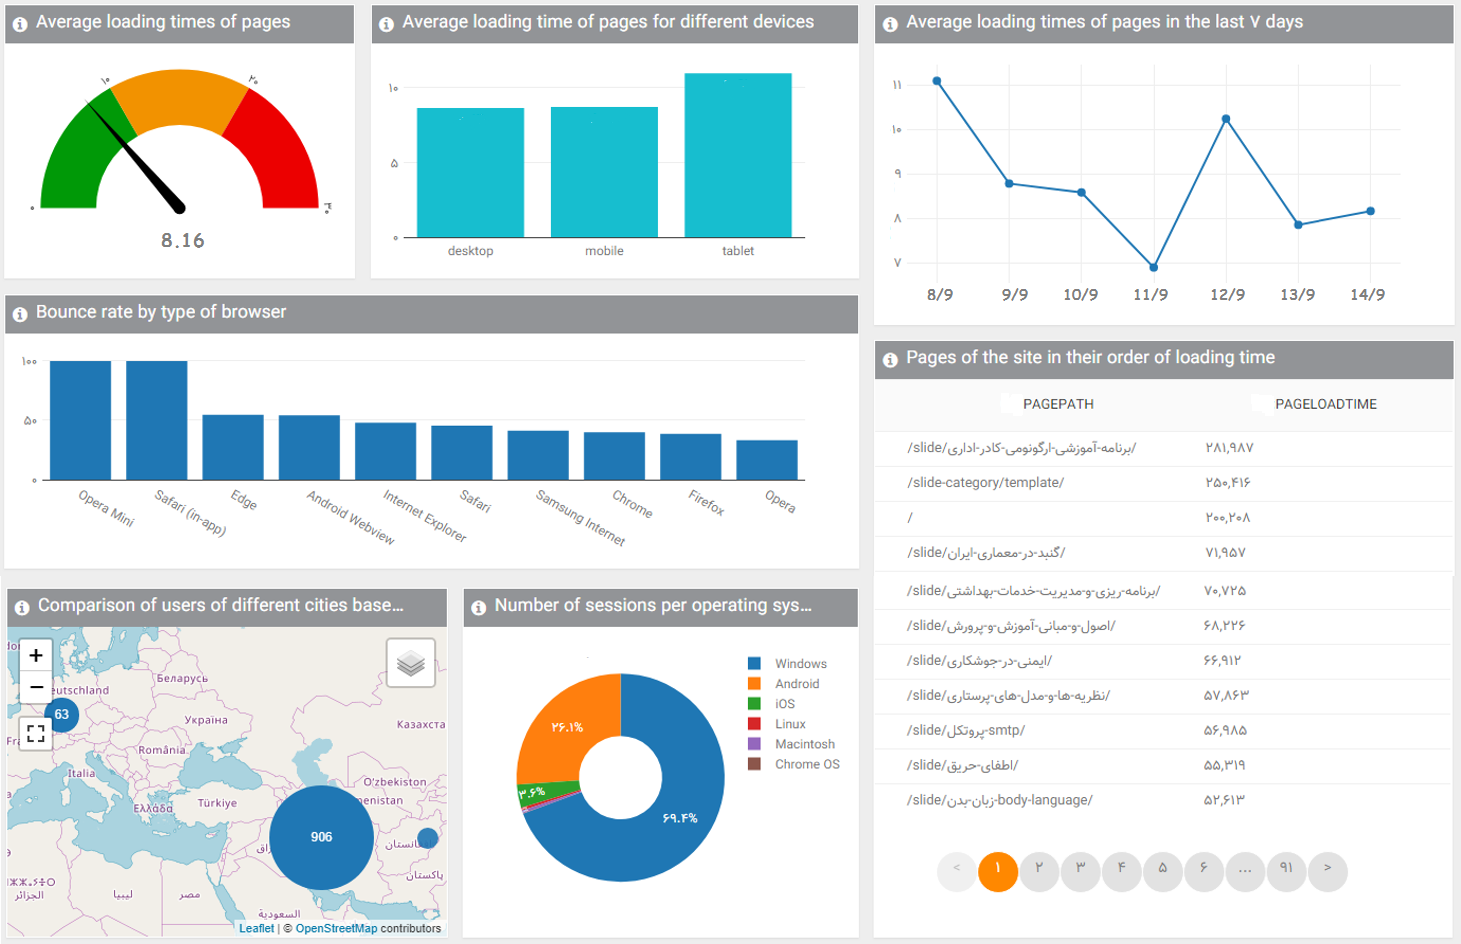 Average loading times of pages
۰
۱۰
۲۰
۳۰
8.16
Average loading time of pages for different devices
۱۰
۵
۰
desktop mobile tablet
Average loading times of pages in the last V days
۱۱
۱۰
۹
۸
۷
8/9 9/9 10/9 11/9 12/9 13/9 14/9
Bounce rate by type of browser
۱۰۰
۵۰
۰
Opera Mini
Safari (in-app)
Edge
Android Webview
Internet Explorer
Safari
Samsung Internet
Chrome
Firefox
Opera
Pages of the site in their order of loading time
PAGEPATH PAGELOADTIME
/slide/برنامه-آموزشی-ارگونومی-کادر-اداری/ ۲۸۱,۹۸۷
/slide-category/template/ ۲۵۰,۴۱۶
/ ۲۰۰,۲۰۸
/slide/گنبد-در-معماری-ایران/ ۷۱,۹۵۷
/slide/برنامه-ریزی-و-مدیریت-خدمات-بهداشتی/ ۷۰,۷۲۵
/slide/اصول-و-مبانی-آموزش-و-پرورش/ ۶۸,۲۲۶
/slide/ایمنی-در-جوشکاری/ ۶۶,۹۱۲
/slide/نظریه-ها-و-مدل-های-پرستاری/ ۵۷,۸۶۳
/slide/پروتکل-smtp/ ۵۶,۹۸۵
/slide/اطفای-حریق/ ۵۵,۳۱۹
/slide/زبان-بدن-body-language/ ۵۲,۶۱۳
< ۱ ۲ ۳ ۴ ۵ ۶ ... ۹۱ >
Comparison of users of different cities base...
+
−
eutschland
Беларусь
63
Україна
Казахста
România
Italia
O'zbekiston
Türkiye
enistan
Ελλάδα
906
پاکستان
ⵍⵣⵣⴰⵢⴻⵔ
الجزائر
ليبيا
مصر
السعودية
Leaflet | © OpenStreetMap contributors
Number of sessions per operating sys...
Windows
Android
iOS
Linux
Macintosh
Chrome OS
۲۶.۱%
۳.۶%
۶۹.۴%